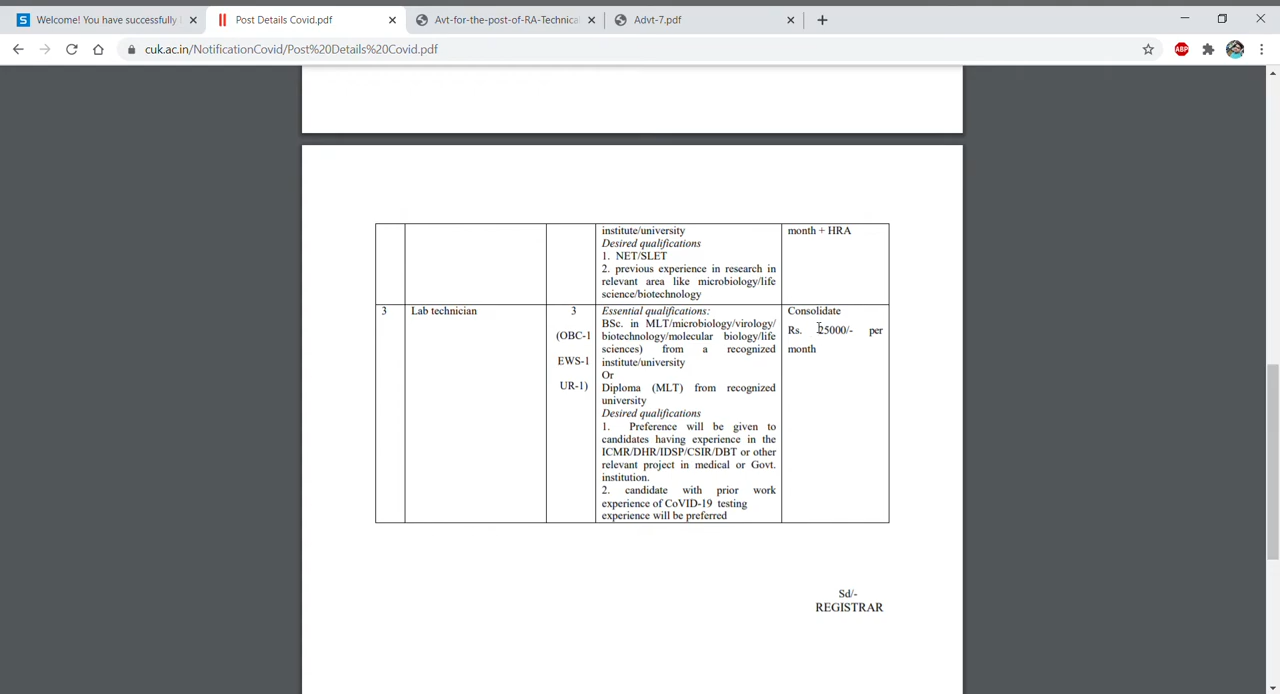 Welcome! You have successfully
Post Details Covid.pdf
Avt-for-the-post-of-RA-Technica
Advt-7.pdf
cuk.ac.in/NotificationCovid/Post%20Details%20Covid.pdf
ABP
institute/university
Desired qualifications
1. NET/SLET
2. previous experience in research in
relevant area like microbiology/life
science/biotechnology
month + HRA
3
Lab technician
3
(OBC-1
EWS-1
UR-1)
Essential qualifications:
BSc. in MLT/microbiology/virology/
biotechnology/molecular biology/life
sciences) from a recognized
institute/university
Or
Diploma (MLT) from recognized
university
Desired qualifications
1. Preference will be given to
candidates having experience in the
ICMR/DHR/IDSP/CSIR/DBT or other
relevant project in medical or Govt.
institution.
2. candidate with prior work
experience of CoVID-19 testing
experience will be preferred
Consolidate
Rs. 25000/- per
month
Sd/-
REGISTRAR